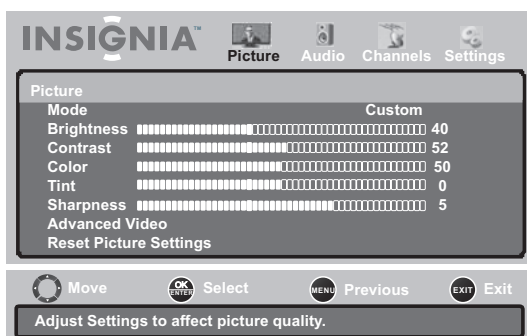 INSIGNIA™
Picture Audio Channels Settings
Picture
Mode Custom
Brightness 40
Contrast 52
Color 50
Tint 0
Sharpness 5
Advanced Video
Reset Picture Settings
Move OK ENTER Select MENU Previous EXIT Exit
Adjust Settings to affect picture quality.